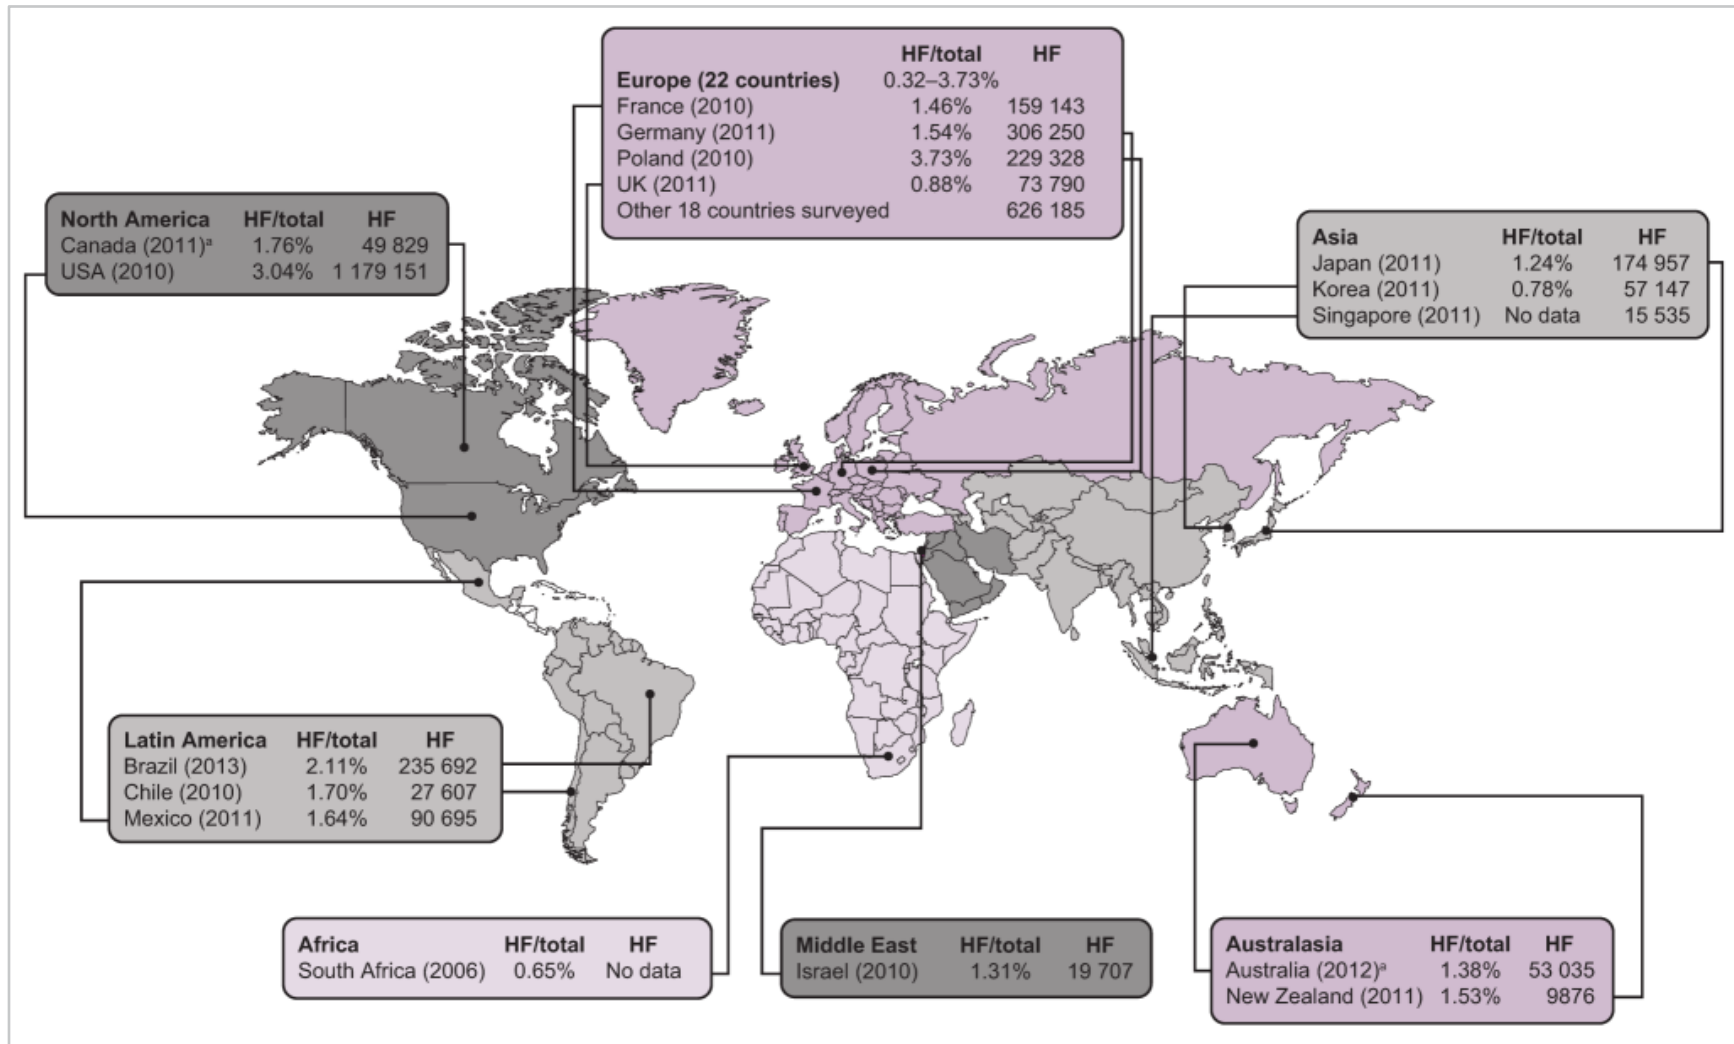 HF/total HF
Europe (22 countries) 0.32–3.73%
France (2010) 1.46% 159 143
Germany (2011) 1.54% 306 250
Poland (2010) 3.73% 229 328
UK (2011) 0.88% 73 790
Other 18 countries surveyed 626 185
North America HF/total HF
Canada (2011)ᵃ 1.76% 49 829
USA (2010) 3.04% 1 179 151
Asia HF/total HF
Japan (2011) 1.24% 174 957
Korea (2011) 0.78% 57 147
Singapore (2011) No data 15 535
Latin America HF/total HF
Brazil (2013) 2.11% 235 692
Chile (2010) 1.70% 27 607
Mexico (2011) 1.64% 90 695
Africa HF/total HF
South Africa (2006) 0.65% No data
Middle East HF/total HF
Israel (2010) 1.31% 19 707
Australasia HF/total HF
Australia (2012)ᵃ 1.38% 53 035
New Zealand (2011) 1.53% 9876